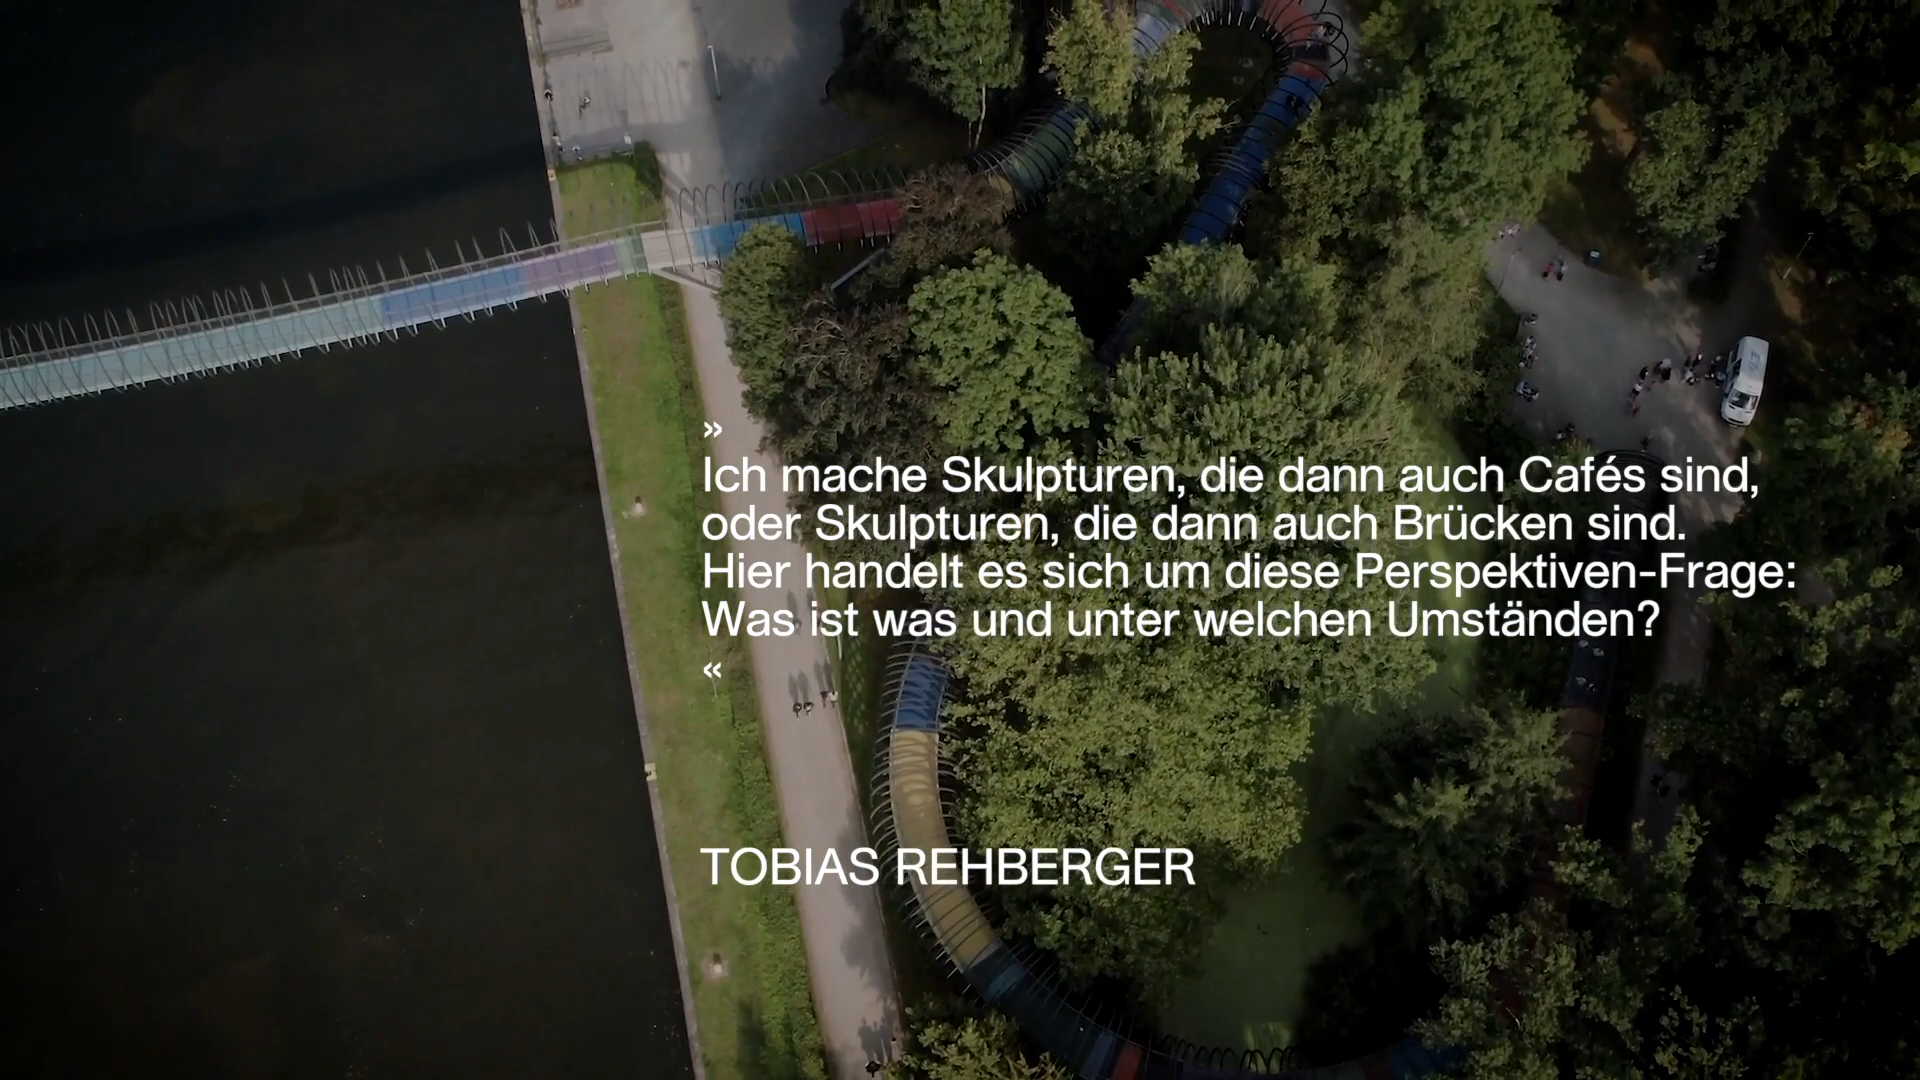 »
Ich mache Skulpturen, die dann auch Cafés sind,
oder Skulpturen, die dann auch Brücken sind.
Hier handelt es sich um diese Perspektiven-Frage:
Was ist was und unter welchen Umständen?
«
TOBIAS REHBERGER